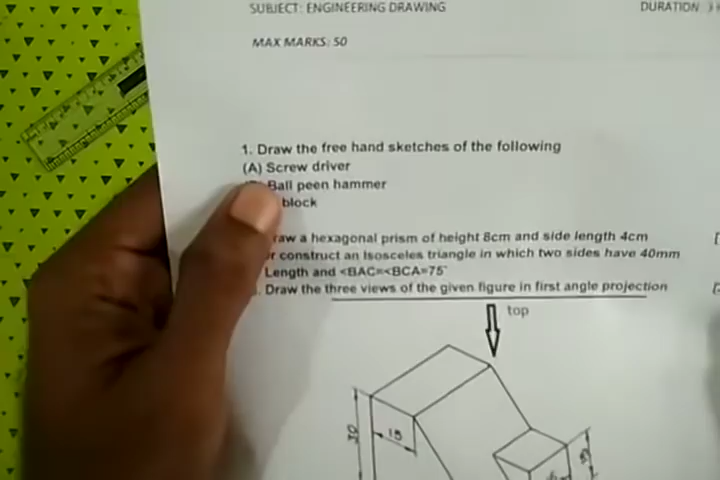 SUBJECT: ENGINEERING DRAWING
DURATION
MAX MARKS: 50
1. Draw the free hand sketches of the following
(A) Screw driver
Ball peen hammer
block
raw a hexagonal prism of height 8cm and side length 4cm
r construct an Isosceles triangle in which two sides have 40mm
Length and <BAC=<BCA=75°
. Draw the three views of the given figure in first angle projection
top
15